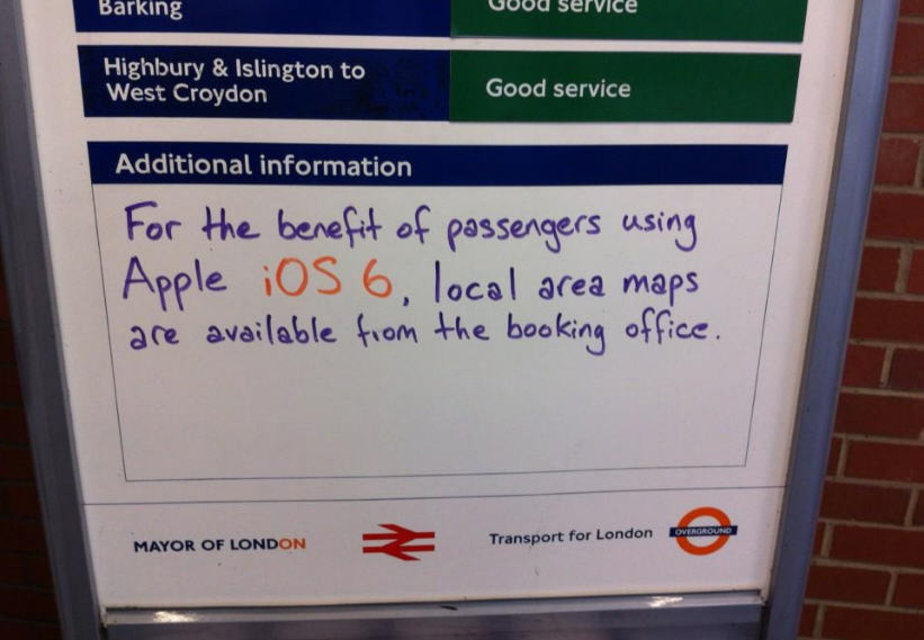 Barking
Good service
Highbury & Islington to
West Croydon
Good service
Additional information
For the benefit of passengers using
Apple iOS 6, local area maps
are available from the booking office.
MAYOR OF LONDON
Transport for London
OVERGROUND